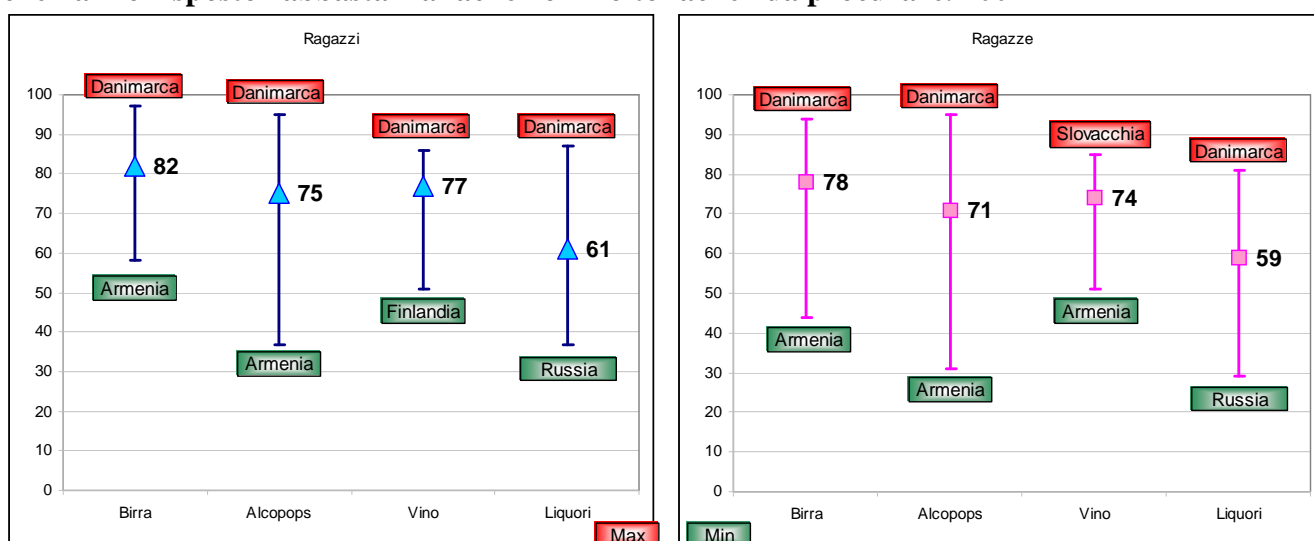 Ragazzi
Danimarca
Danimarca
Danimarca
Danimarca
100
90
80
70
60
50
40
30
20
10
0
82
75
77
61
Armenia
Armenia
Finlandia
Russia
Birra Alcopops Vino Liquori
Max
Ragazze
Danimarca
Danimarca
Slovacchia
Danimarca
100
90
80
70
60
50
40
30
20
10
0
78
71
74
59
Armenia
Armenia
Armenia
Russia
Birra Alcopops Vino Liquori
Min